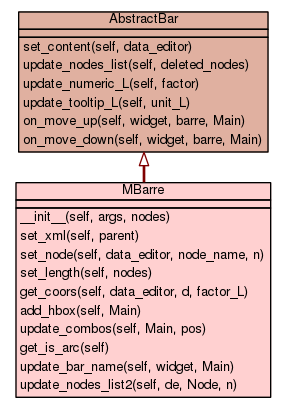 AbstractBar
set_content(self, data_editor)
update_nodes_list(self, deleted_nodes)
update_numeric_L(self, factor)
update_tooltip_L(self, unit_L)
on_move_up(self, widget, barre, Main)
on_move_down(self, widget, barre, Main)
MBarre
__init__(self, args, nodes)
set_xml(self, parent)
set_node(self, data_editor, node_name, n)
set_length(self, nodes)
get_coors(self, data_editor, d, factor_L)
add_hbox(self, Main)
update_combos(self, Main, pos)
get_is_arc(self)
update_bar_name(self, widget, Main)
update_nodes_list2(self, de, Node, n)